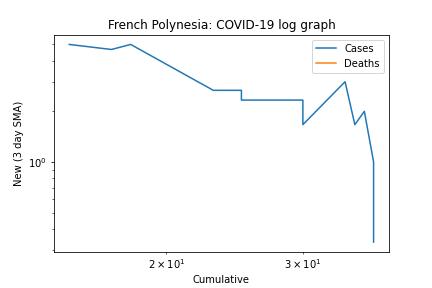 French Polynesia: COVID-19 log graph
Cases
Deaths
New (3 day SMA)
10⁰
2 × 10¹
3 × 10¹
Cumulative